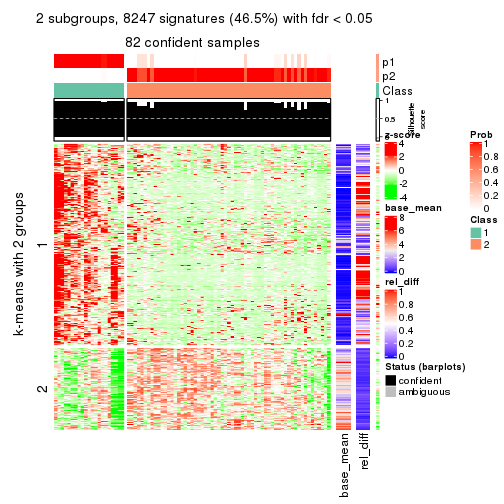 2 subgroups, 8247 signatures (46.5%) with fdr < 0.05
82 confident samples
p1
p2
Class
1
0.5
0
Silhouette
score
k-means with 2 groups
1
2
base_mean
rel_diff
z-score
4
2
0
-2
-4
base_mean
8
6
4
2
0
rel_diff
1
0.8
0.6
0.4
0.2
0
Status (barplots)
confident
ambiguous
Prob
1
0.8
0.6
0.4
0.2
0
Class
1
2